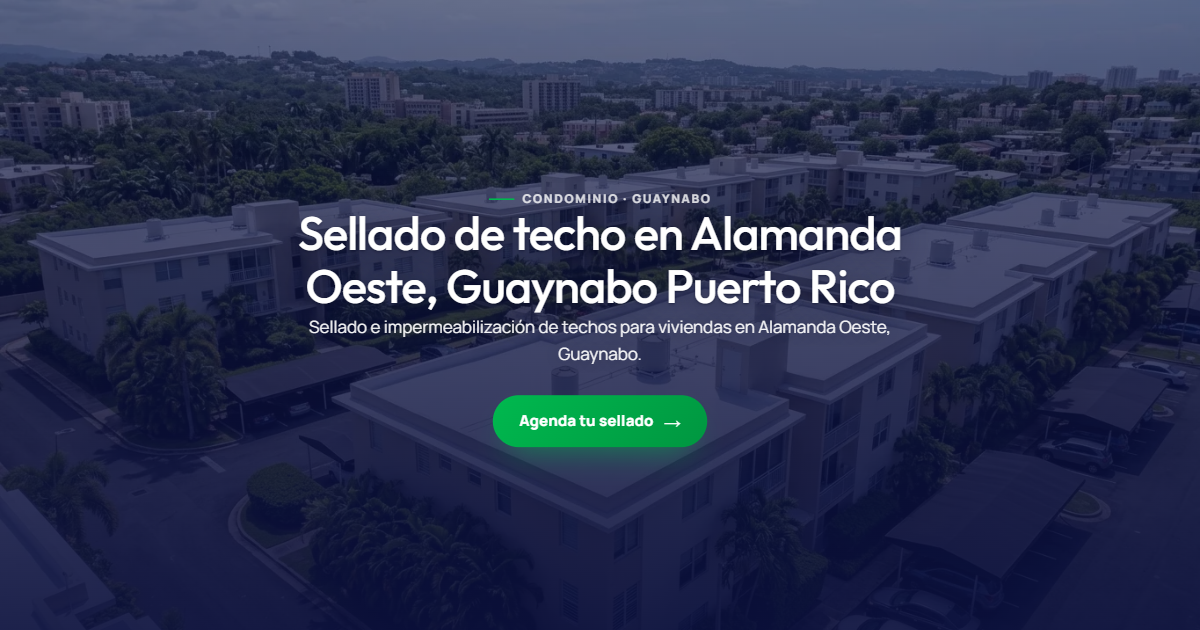 CONDOMINIO · GUAYNABO
Sellado de techo en Alamanda
Oeste, Guaynabo Puerto Rico
Sellado e impermeabilización de techos para viviendas en Alamanda Oeste,
Guaynabo.
Agenda tu sellado →